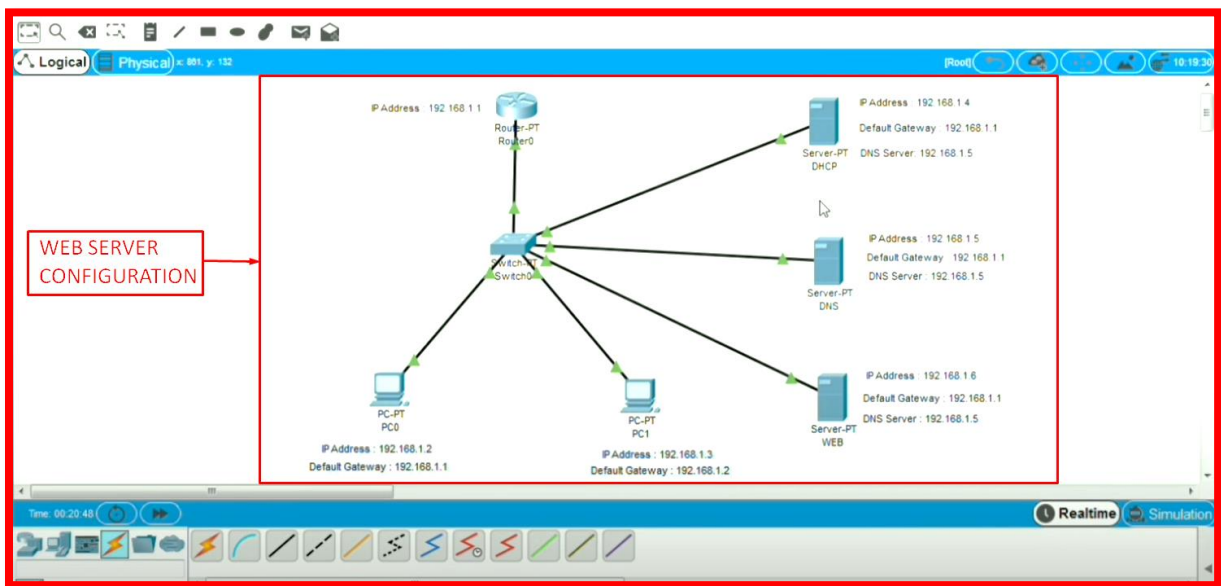 Logical
Physical
x: 801, y: 132
[Root]
10:19:30
IP Address : 192.168.1.1
Router-PT
Router0
IP Address : 192.168.1.4
Default Gateway : 192.168.1.1
Server-PT
DHCP
DNS Server: 192.168.1.5
WEB SERVER
CONFIGURATION
Switch-PT
Switch0
IP Address : 192.168.1.5
Default Gateway : 192.168.1.1
DNS Server : 192.168.1.5
Server-PT
DNS
PC-PT
PC0
IP Address : 192.168.1.2
Default Gateway : 192.168.1.1
PC-PT
PC1
IP Address : 192.168.1.3
Default Gateway : 192.168.1.2
IP Address : 192.168.1.6
Default Gateway : 192.168.1.1
DNS Server : 192.168.1.5
Server-PT
WEB
Time: 00:20:48
Realtime
Simulation